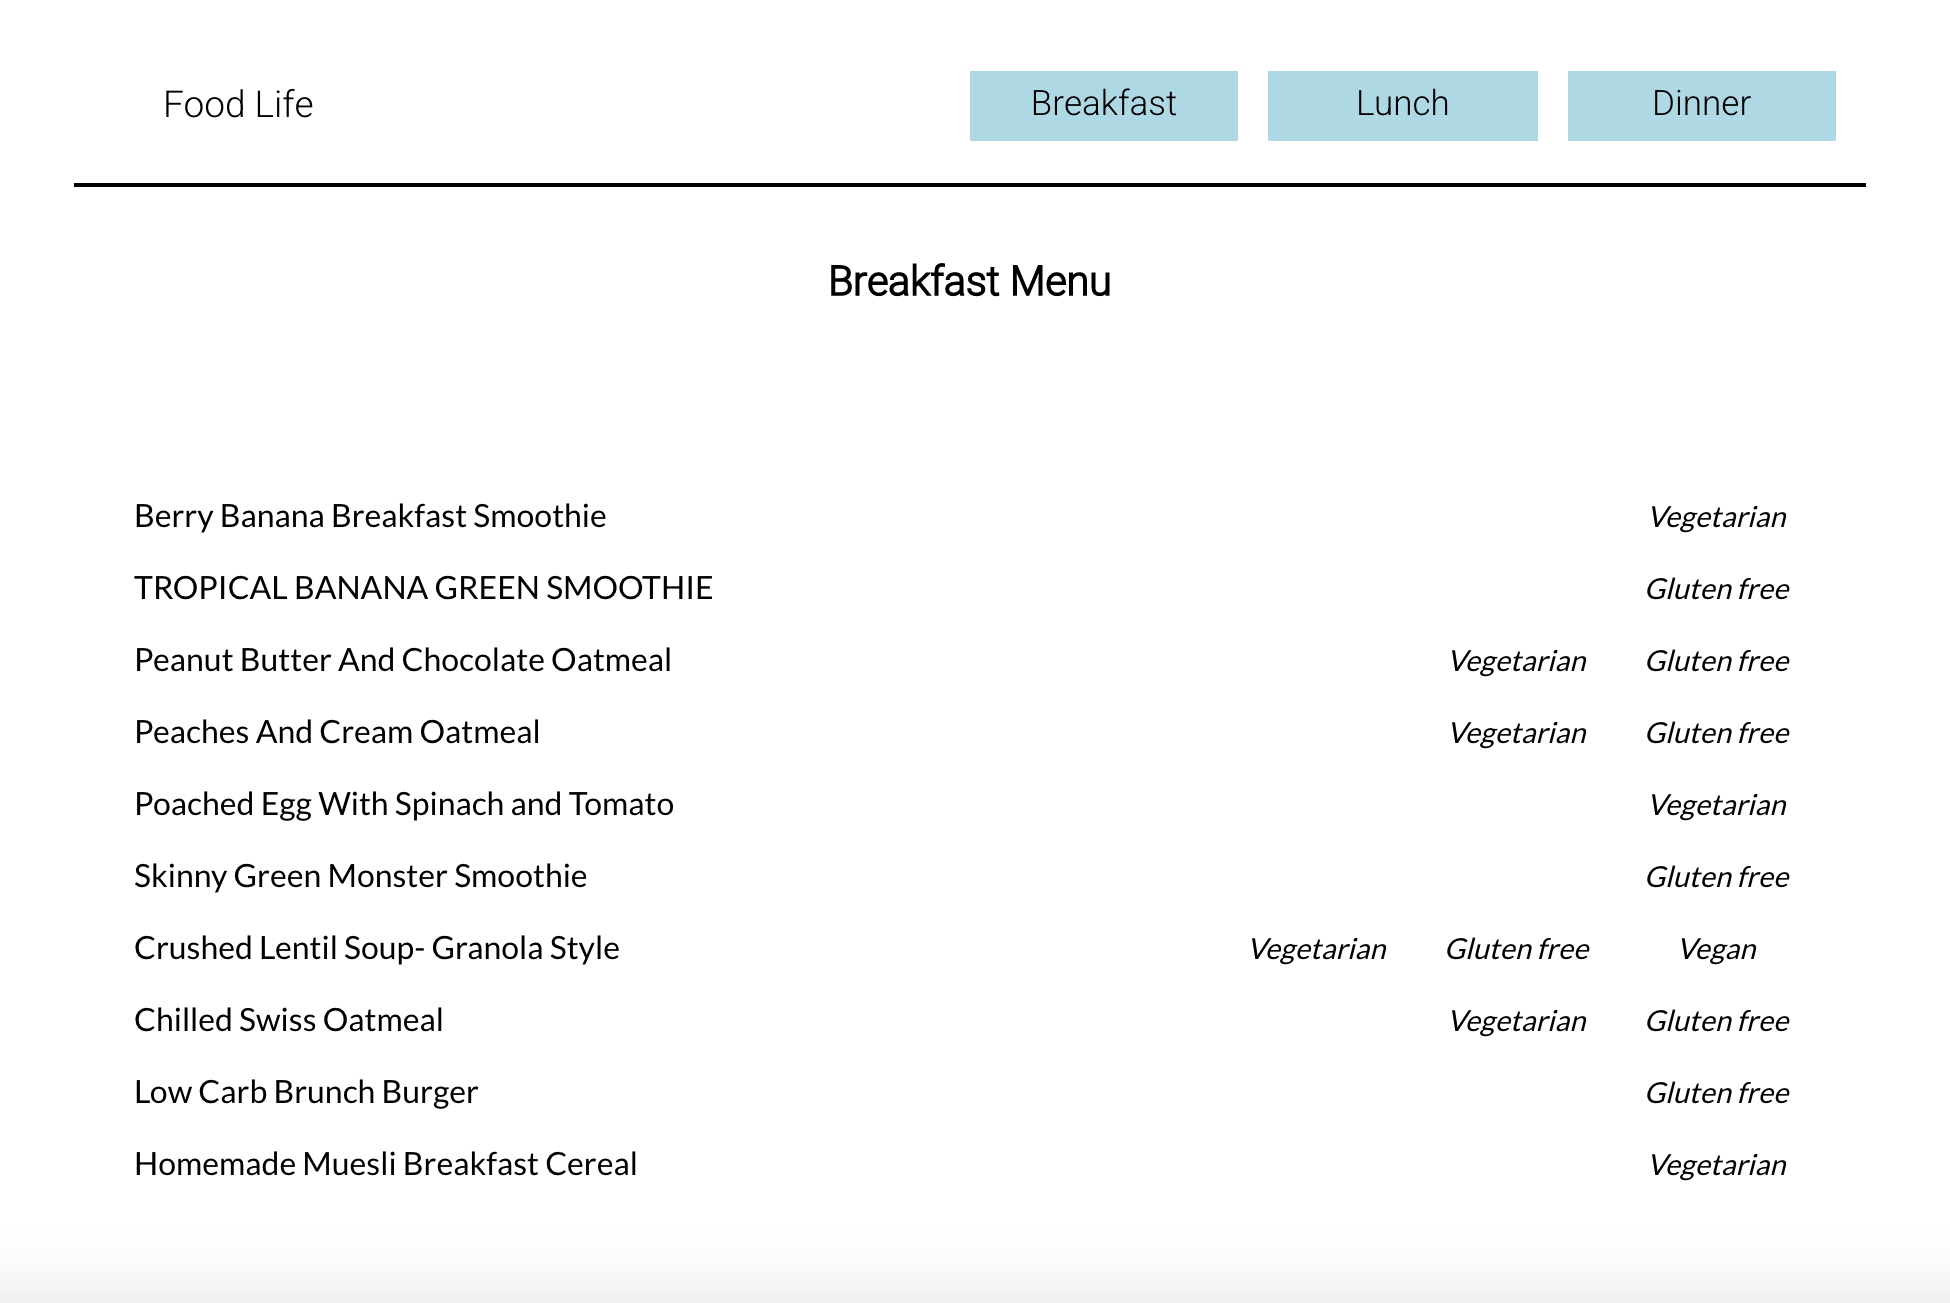 Food Life Breakfast Lunch Dinner
Breakfast Menu
Berry Banana Breakfast Smoothie Vegetarian
TROPICAL BANANA GREEN SMOOTHIE Gluten free
Peanut Butter And Chocolate Oatmeal Vegetarian Gluten free
Peaches And Cream Oatmeal Vegetarian Gluten free
Poached Egg With Spinach and Tomato Vegetarian
Skinny Green Monster Smoothie Gluten free
Crushed Lentil Soup- Granola Style Vegetarian Gluten free Vegan
Chilled Swiss Oatmeal Vegetarian Gluten free
Low Carb Brunch Burger Gluten free
Homemade Muesli Breakfast Cereal Vegetarian